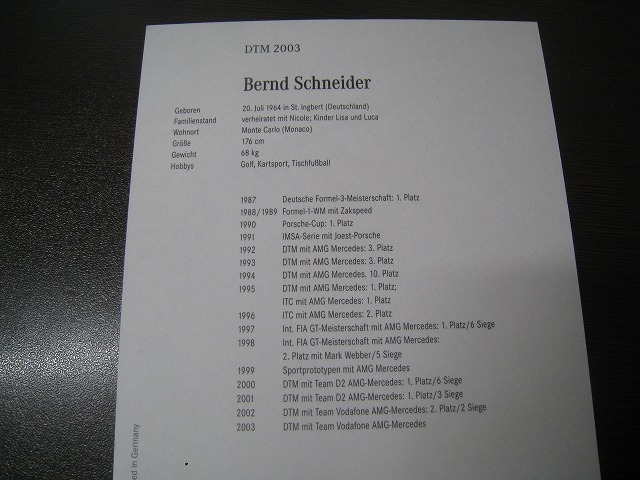 DTM 2003
Bernd Schneider
Geboren 20. Juli 1964 in St. Ingbert (Deutschland)
Familienstand verheiratet mit Nicole; Kinder Lisa und Luca
Wohnort Monte Carlo (Monaco)
Größe 176 cm
Gewicht 68 kg
Hobbys Golf, Kartsport, Tischfußball
1987 Deutsche Formel-3-Meisterschaft: 1. Platz
1988/1989 Formel-1-WM mit Zakspeed
1990 Porsche-Cup: 1. Platz
1991 IMSA-Serie mit Joest-Porsche
1992 DTM mit AMG Mercedes: 3. Platz
1993 DTM mit AMG Mercedes: 3. Platz
1994 DTM mit AMG Mercedes. 10. Platz
1995 DTM mit AMG Mercedes: 1. Platz;
ITC mit AMG Mercedes: 1. Platz
1996 ITC mit AMG Mercedes: 2. Platz
1997 Int. FIA GT-Meisterschaft mit AMG Mercedes: 1. Platz/6 Siege
1998 Int. FIA GT-Meisterschaft mit AMG Mercedes:
2. Platz mit Mark Webber/5 Siege
1999 Sportprototypen mit AMG Mercedes
2000 DTM mit Team D2 AMG-Mercedes: 1. Platz/6 Siege
2001 DTM mit Team D2 AMG-Mercedes: 1. Platz/3 Siege
2002 DTM mit Team Vodafone AMG-Mercedes: 2. Platz/2 Siege
2003 DTM mit Team Vodafone AMG-Mercedes
ed in Germany